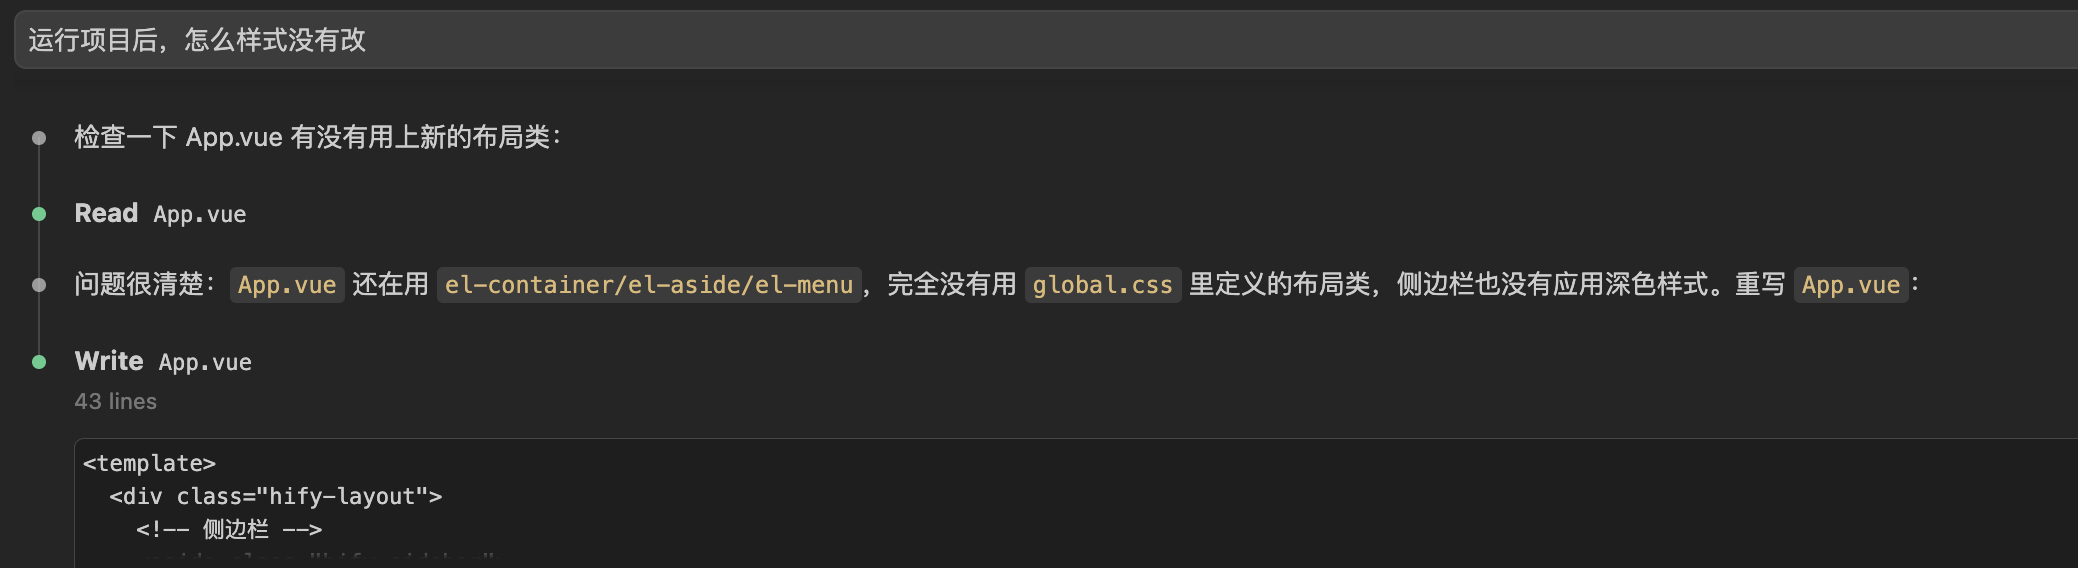 运行项目后，怎么样式没有改
检查一下 App.vue 有没有用上新的布局类：
Read App.vue
问题很清楚：App.vue 还在用 el-container/el-aside/el-menu，完全没有用 global.css 里定义的布局类，侧边栏也没有应用深色样式。重写 App.vue：
Write App.vue
43 lines
<template>
  <div class="hify-layout">
    <!-- 侧边栏 -->